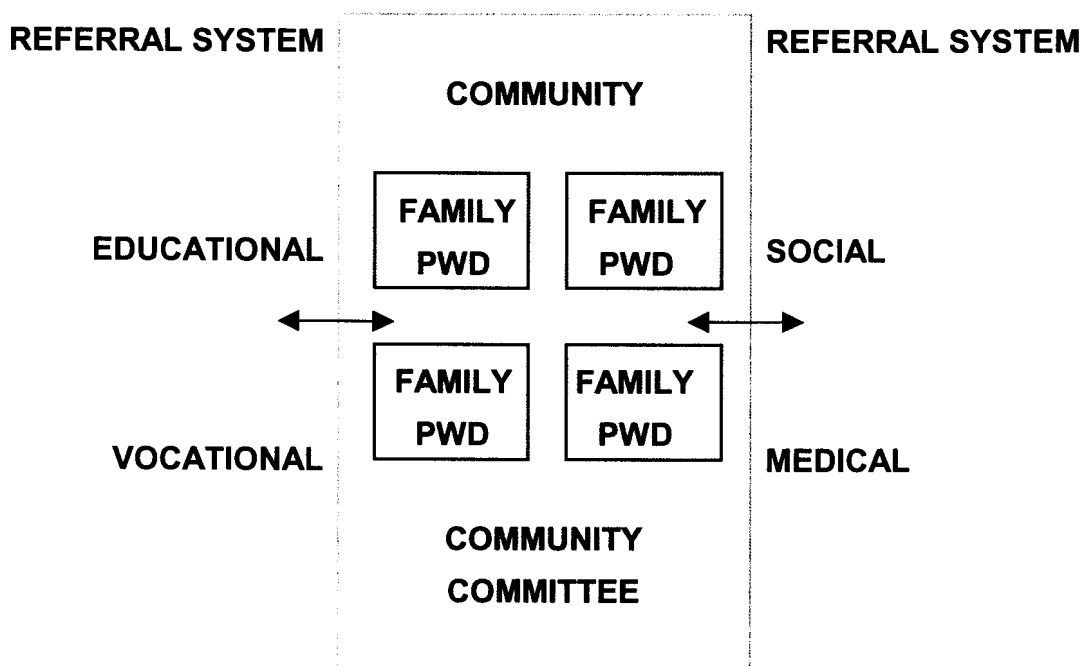 REFERRAL SYSTEM
REFERRAL SYSTEM
COMMUNITY
FAMILY
PWD
FAMILY
PWD
EDUCATIONAL
SOCIAL
FAMILY
PWD
FAMILY
PWD
VOCATIONAL
MEDICAL
COMMUNITY
COMMITTEE